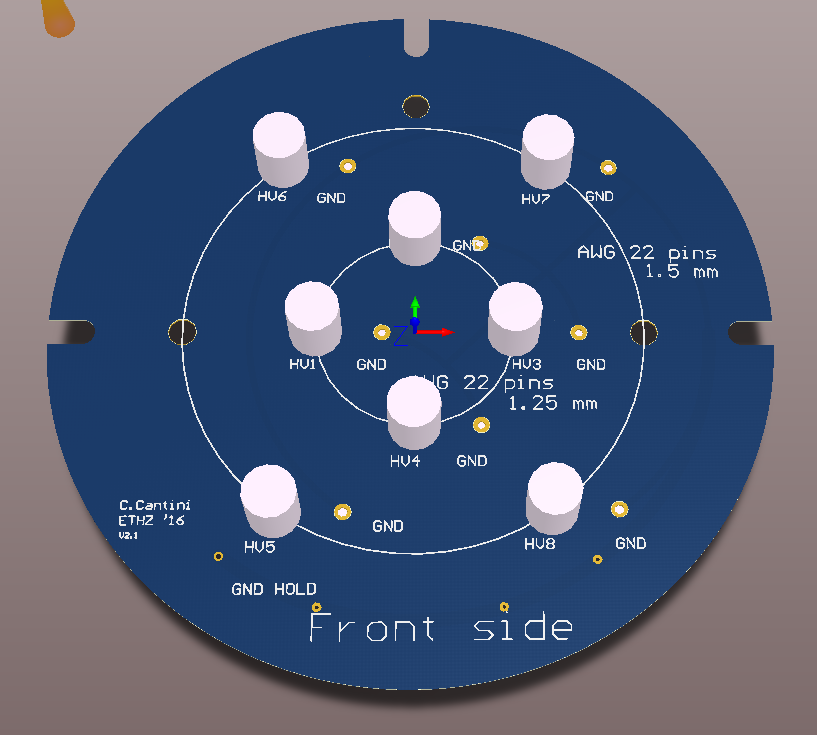 HV6
GND
HV7
GND
GND
AWG 22 pins
1.5 mm
Z
HV1
GND
HV3
GND
22 pins
1.25 mm
HV4
GND
C.Cantini
ETHZ '16
V2.1
HV5
GND
HV8
GND
GND HOLD
Front side